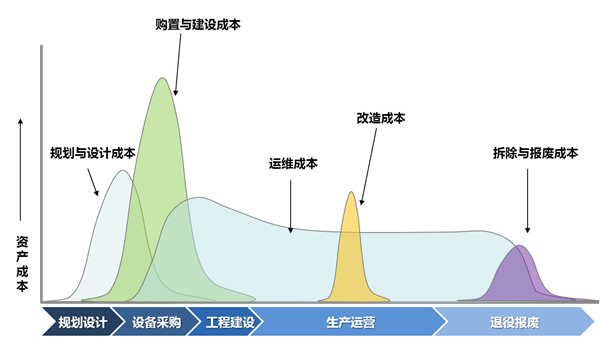 购置与建设成本
改造成本
规划与设计成本
运维成本
拆除与报废成本
资产成本
规划设计
设备采购
工程建设
生产运营
退役报废